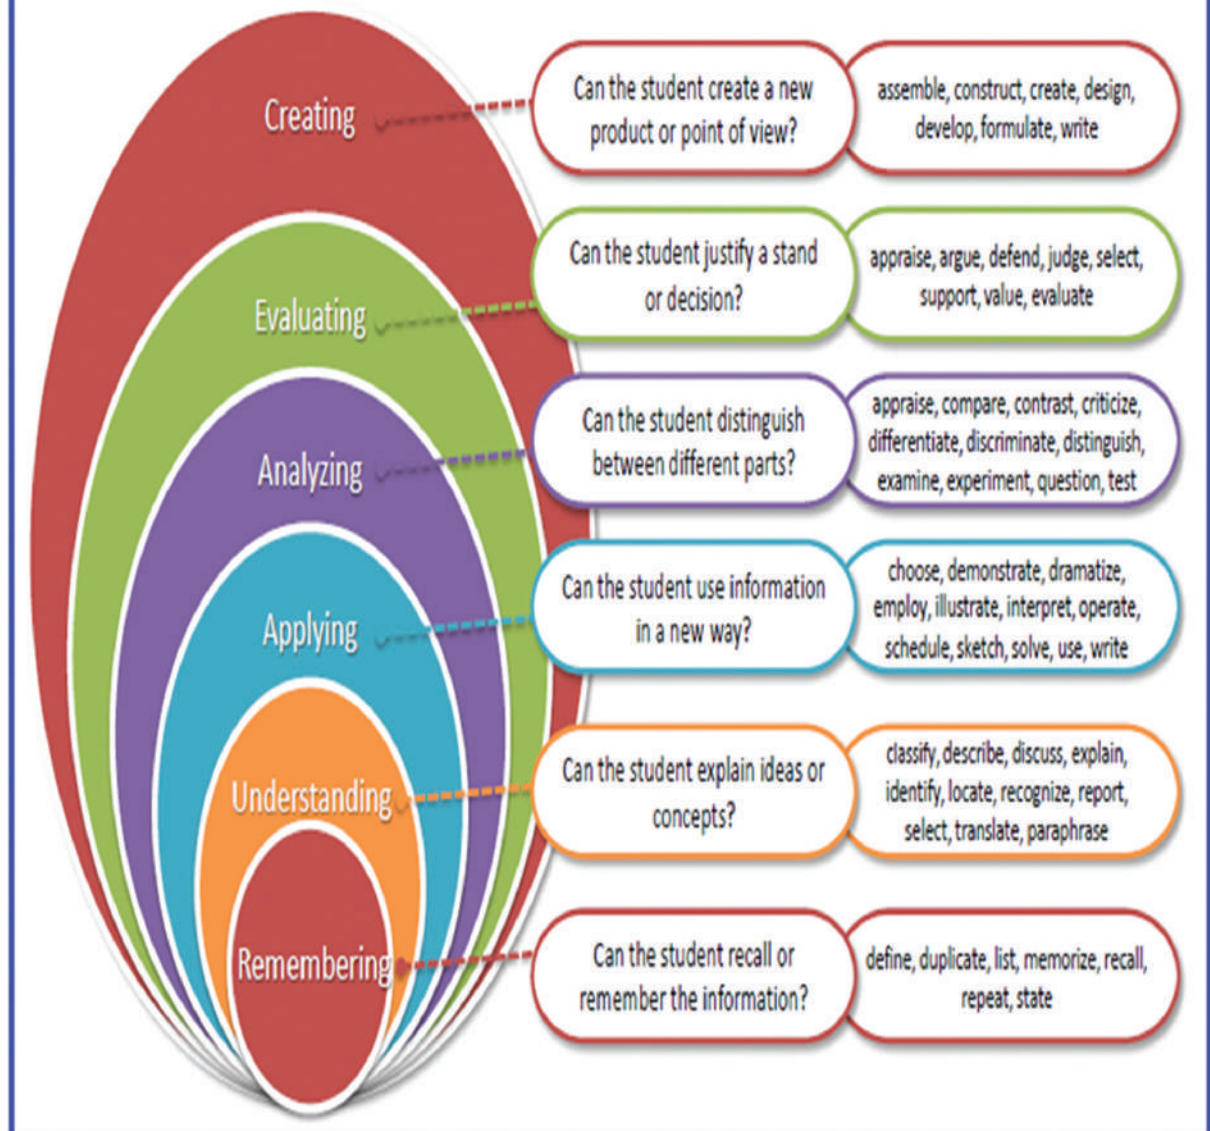 Creating
Can the student create a new
product or point of view?
assemble, construct, create, design,
develop, formulate, write
Evaluating
Can the student justify a stand
or decision?
appraise, argue, defend, judge, select,
support, value, evaluate
Analyzing
Can the student distinguish
between different parts?
appraise, compare, contrast, criticize,
differentiate, discriminate, distinguish,
examine, experiment, question, test
Applying
Can the student use information
in a new way?
choose, demonstrate, dramatize,
employ, illustrate, interpret, operate,
schedule, sketch, solve, use, write
Understanding
Can the student explain ideas or
concepts?
classify, describe, discuss, explain,
identify, locate, recognize, report,
select, translate, paraphrase
Remembering
Can the student recall or
remember the information?
define, duplicate, list, memorize, recall,
repeat, state